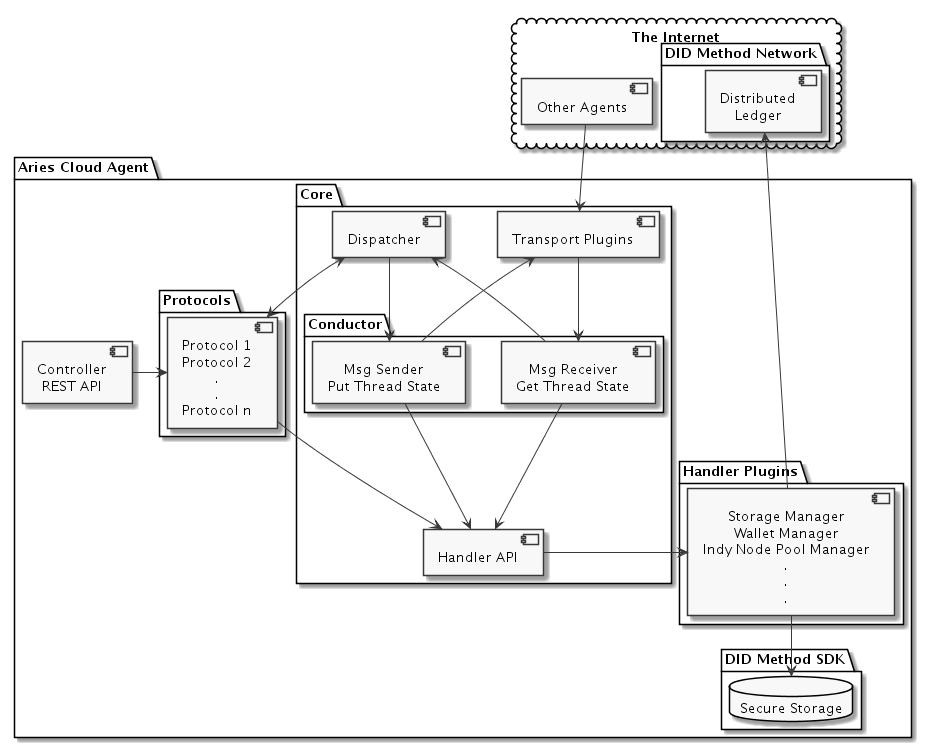 The Internet
DID Method Network
Other Agents
Distributed
Ledger
Aries Cloud Agent
Core
Dispatcher
Transport Plugins
Protocols
Protocol 1
Protocol 2
.
.
Protocol n
Controller
REST API
Conductor
Msg Sender
Put Thread State
Msg Receiver
Get Thread State
Handler API
Handler Plugins
Storage Manager
Wallet Manager
Indy Node Pool Manager
.
.
.
DID Method SDK
Secure Storage